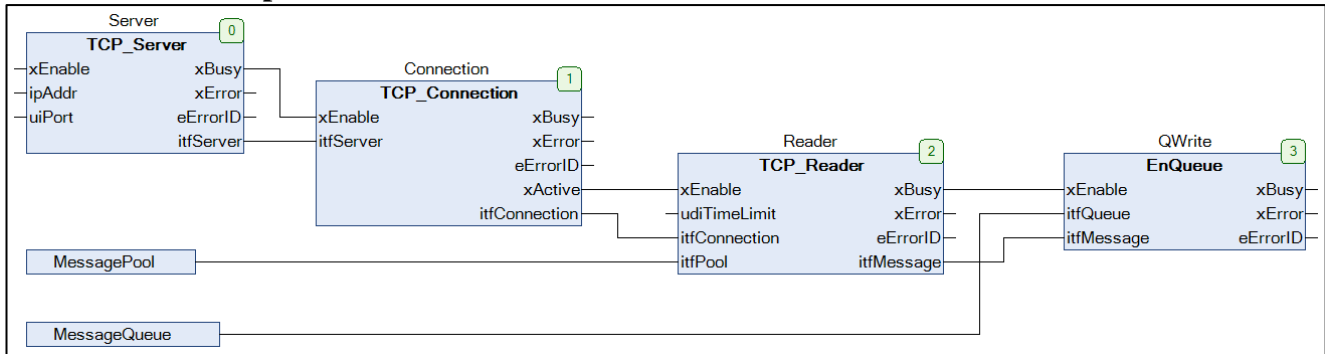 Server
0
TCP_Server
xEnable xBusy
ipAddr xError
uiPort eErrorID
itfServer
Connection
1
TCP_Connection
xEnable xBusy
itfServer xError
eErrorID
xActive
itfConnection
Reader
2
TCP_Reader
xEnable xBusy
udiTimeLimit xError
itfConnection eErrorID
itfPool itfMessage
QWrite
3
EnQueue
xEnable xBusy
itfQueue xError
itfMessage eErrorID
MessagePool
MessageQueue